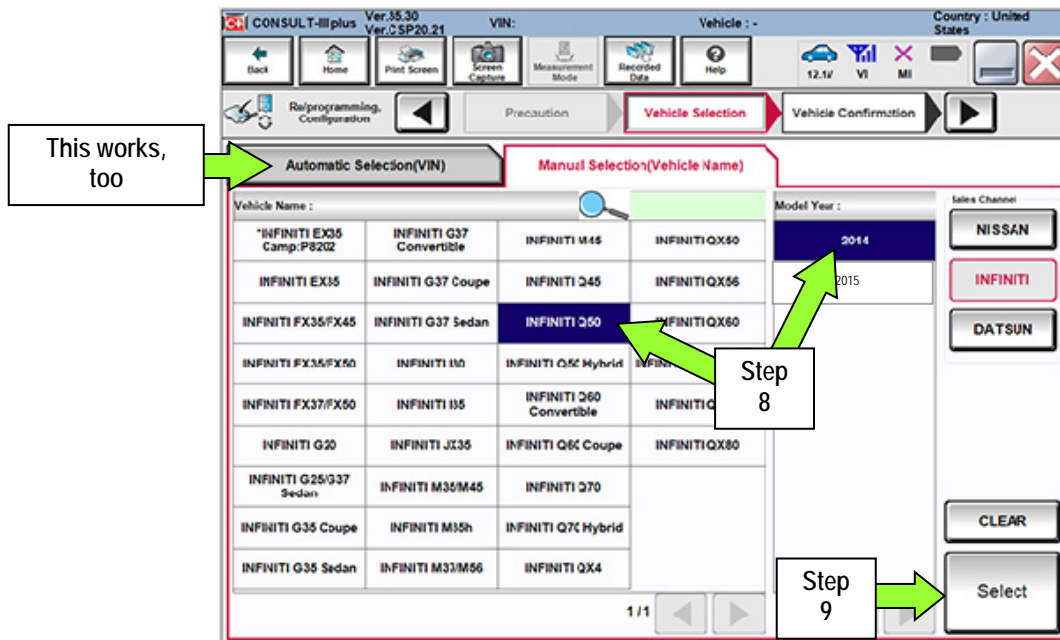 CONSULT-III plus
Ver.35.30
Ver.CSP20.21
VIN:
Vehicle : -
Country : United
States
Back
Home
Print Screen
Screen
Capture
Measurement
Mode
Recorded
Data
Help
12.1V
VI
MI
Re/programming,
Configuration
Precaution
Vehicle Selection
Vehicle Confirmation
This works,
too
Automatic Selection(VIN)
Manual Selection(Vehicle Name)
Vehicle Name :
Model Year :
Sales Channel
*INFINITI EX35
Camp:P8202
INFINITI G37
Convertible
INFINITI M45
INFINITI QX50
2014
NISSAN
INFINITI EX35
INFINITI G37 Coupe
INFINITI Q45
INFINITI QX56
2015
INFINITI
INFINITI FX35/FX45
INFINITI G37 Sedan
INFINITI Q50
INFINITI QX60
DATSUN
INFINITI FX35/FX50
INFINITI I30
INFINITI Q50 Hybrid
Step
8
INFINITI FX37/FX50
INFINITI I35
INFINITI Q60
Convertible
INFINITI
INFINITI G20
INFINITI JX35
INFINITI Q60 Coupe
INFINITI QX80
INFINITI G25/G37
Sedan
INFINITI M35/M45
INFINITI Q70
INFINITI G35 Coupe
INFINITI M35h
INFINITI Q70 Hybrid
CLEAR
INFINITI G35 Sedan
INFINITI M37/M56
INFINITI QX4
Step
9
Select
1/1